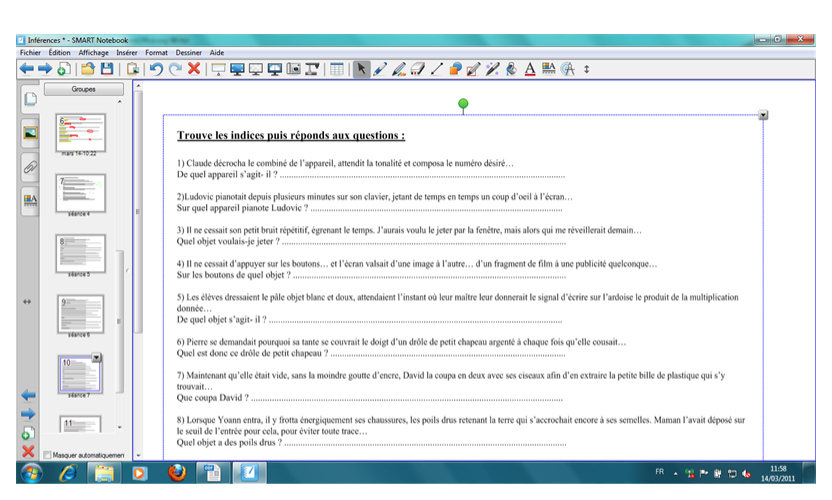 Inférences * - SMART Notebook
Fichier Édition Affichage Insérer Format Dessiner Aide
Groupes
6
mars 14-10:22
7
séance 4
8
séance 5
9
séance 6
10
séance 7
11
Masquer automatiquemen
Trouve les indices puis réponds aux questions :
1) Claude décrocha le combiné de l'appareil, attendit la tonalité et composa le numéro désiré…
De quel appareil s'agit- il ? ...
2)Ludovic pianotait depuis plusieurs minutes sur son clavier, jetant de temps en temps un coup d'oeil à l'écran…
Sur quel appareil pianote Ludovic ? ...
3) Il ne cessait son petit bruit répétitif, égrenant le temps. J'aurais voulu le jeter par la fenêtre, mais alors qui me réveillerait demain…
Quel objet voulais-je jeter ? ...
4) Il ne cessait d'appuyer sur les boutons… et l'écran valsait d'une image à l'autre… d'un fragment de film à une publicité quelconque…
Sur les boutons de quel objet ? ...
5) Les élèves dressaient le pâle objet blanc et doux, attendaient l'instant où leur maître leur donnerait le signal d'écrire sur l'ardoise le produit de la multiplication
donnée…
De quel objet s'agit- il ? ...
6) Pierre se demandait pourquoi sa tante se couvrait le doigt d'un drôle de petit chapeau argenté à chaque fois qu'elle cousait…
Quel est donc ce drôle de petit chapeau ? ...
7) Maintenant qu'elle était vide, sans la moindre goutte d'encre, David la coupa en deux avec ses ciseaux afin d'en extraire la petite bille de plastique qui s'y
trouvait…
Que coupa David ? ...
8) Lorsque Yoann entra, il y frotta énergiquement ses chaussures, les poils drus retenant la terre qui s'accrochait encore à ses semelles. Maman l'avait déposé sur
le seuil de l'entrée pour cela, pour éviter toute trace…
Quel objet a des poils drus ? ...
FR
11:58
14/03/2011